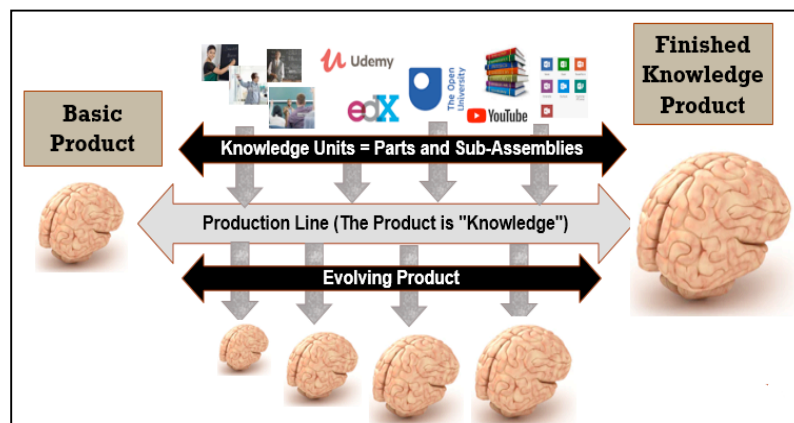 Basic
Product
Udemy
edX
The Open
University
YouTube
Finished
Knowledge
Product
Knowledge Units = Parts and Sub-Assemblies
Production Line (The Product is "Knowledge")
Evolving Product